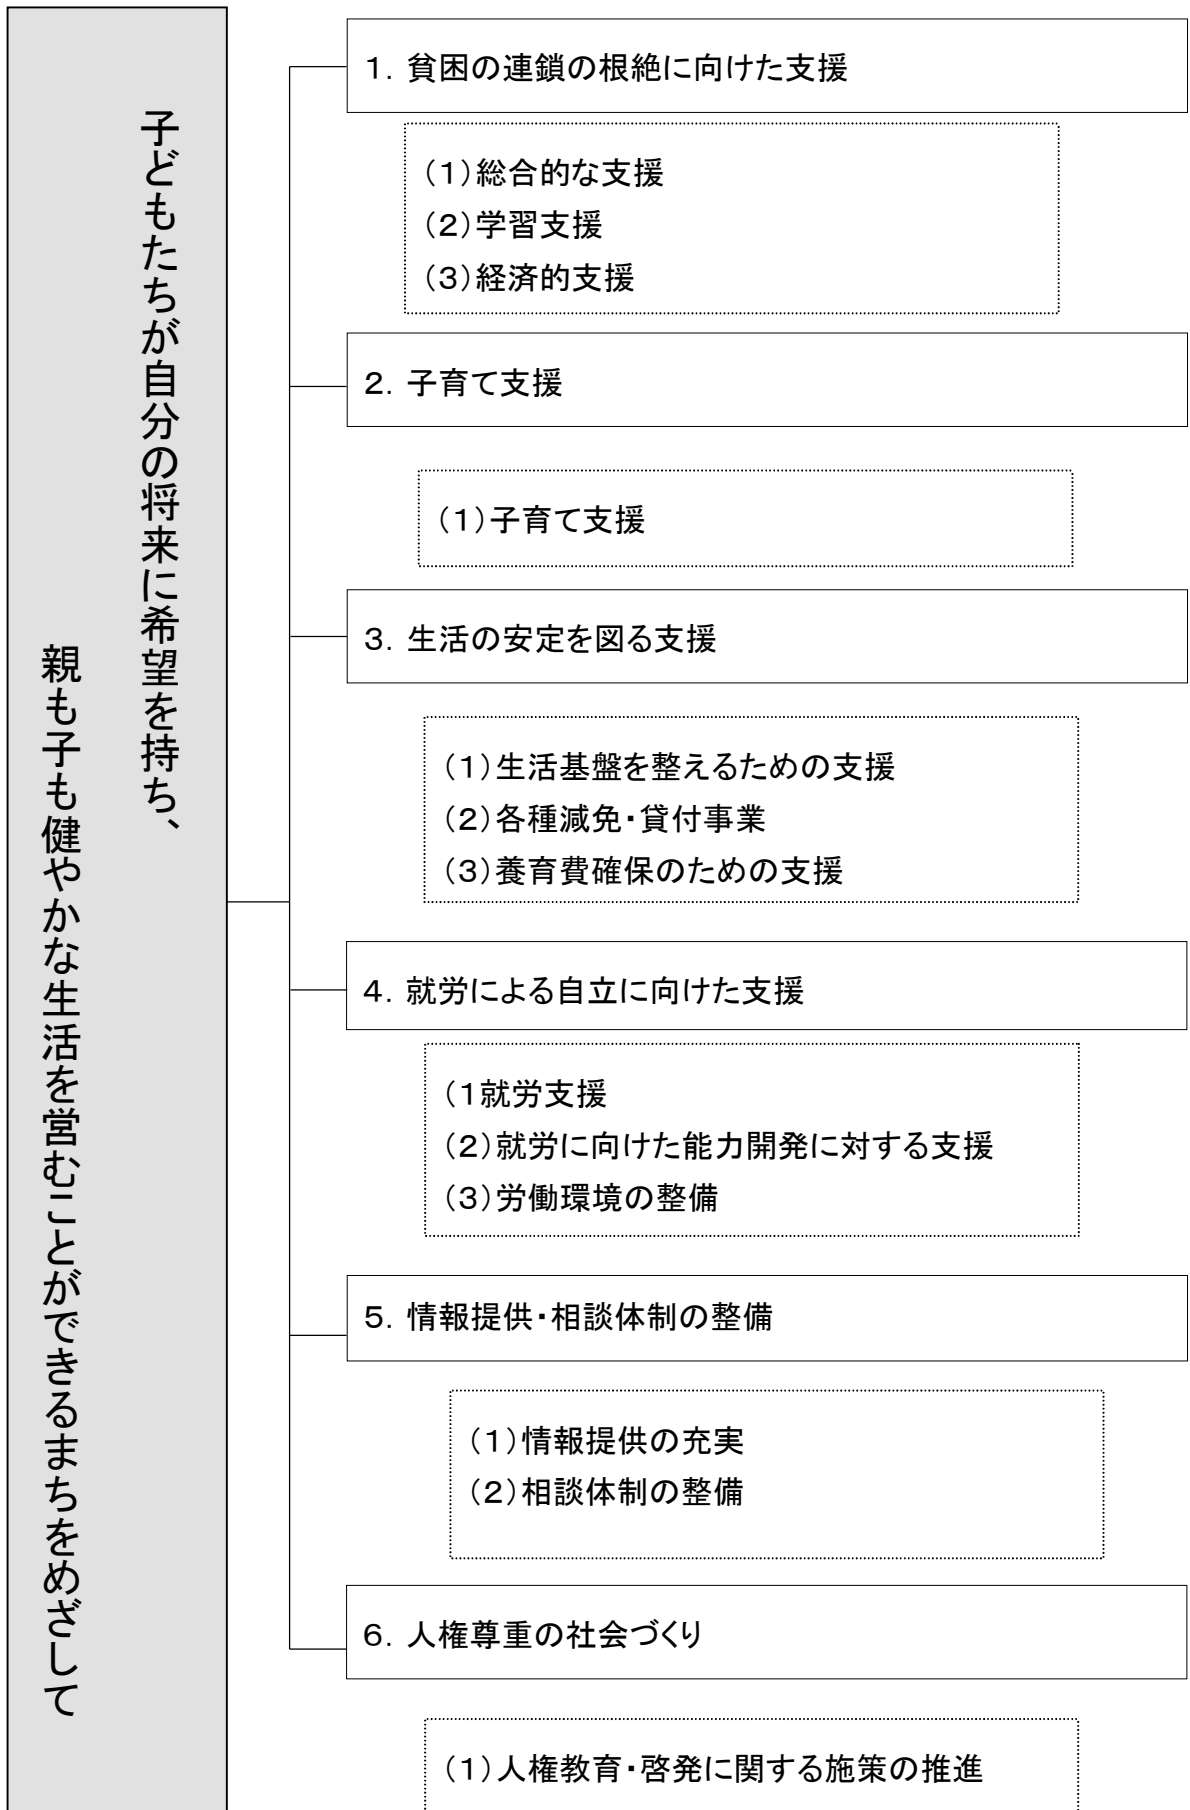 子どもたちが自分の将来に希望を持ち、
親も子も健やかな生活を営むことができるまちをめざして
１．貧困の連鎖の根絶に向けた支援
（１）総合的な支援
（２）学習支援
（３）経済的支援
２．子育て支援
（１）子育て支援
３．生活の安定を図る支援
（１）生活基盤を整えるための支援
（２）各種減免・貸付事業
（３）養育費確保のための支援
４．就労による自立に向けた支援
（１就労支援
（２）就労に向けた能力開発に対する支援
（３）労働環境の整備
５．情報提供・相談体制の整備
（１）情報提供の充実
（２）相談体制の整備
６．人権尊重の社会づくり
（１）人権教育・啓発に関する施策の推進